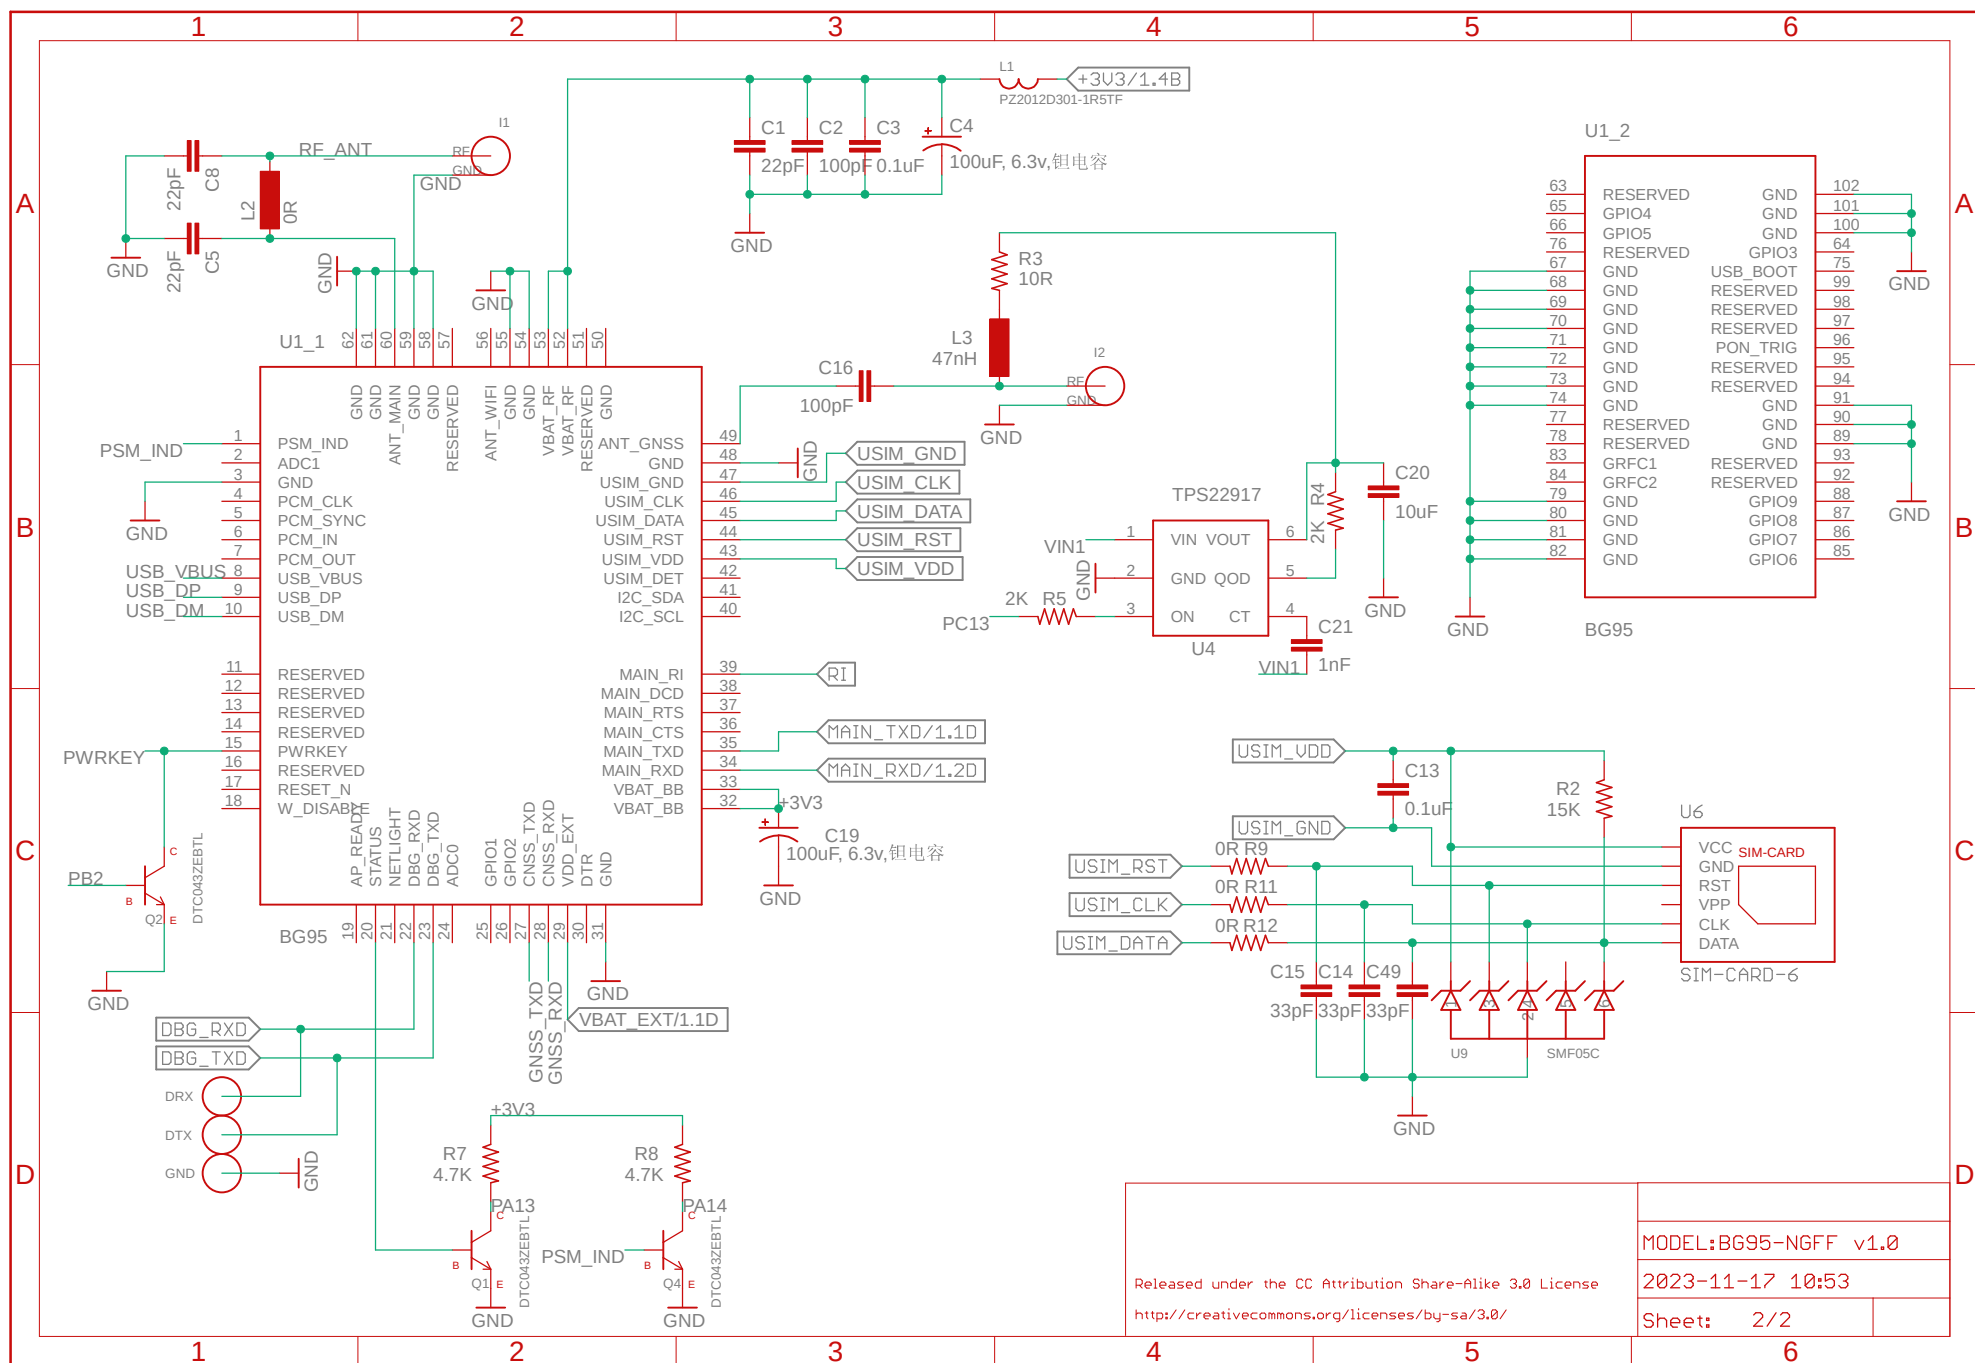 1 2 3 4 5 6
A A
B B
C C
D D
I1
RF_ANT
RF
GND
GND
22pF
C8
L2
0R
22pF
C5
GND
GND
L1
+3V3/1.4B
PZ2012D301-1R5TF
C1
22pF
C2
100pF
C3
0.1uF
C4
100uF, 6.3v,钽电容
GND
GND
U1_1
62 61 60 59 58 57 56 55 54 53 52 51 50
GND GND ANT_MAIN GND GND RESERVED ANT_WIFI GND GND VBAT_RF VBAT_RF RESERVED GND
PSM_IND 1 PSM_IND
2 ADC1
3 GND
4 PCM_CLK
5 PCM_SYNC
6 PCM_IN
7 PCM_OUT
USB_VBUS 8 USB_VBUS
USB_DP 9 USB_DP
USB_DM 10 USB_DM
GND
11 RESERVED
12 RESERVED
13 RESERVED
14 RESERVED
PWRKEY 15 PWRKEY
16 RESERVED
17 RESET_N
18 W_DISABLE
ANT_GNSS 49
GND 48 GND
USIM_GND 47 USIM_GND
USIM_CLK 46 USIM_CLK
USIM_DATA 45 USIM_DATA
USIM_RST 44 USIM_RST
USIM_VDD 43 USIM_VDD
USIM_DET 42
I2C_SDA 41
I2C_SCL 40
MAIN_RI 39 RI
MAIN_DCD 38
MAIN_RTS 37
MAIN_CTS 36
MAIN_TXD 35 MAIN_TXD/1.1D
MAIN_RXD 34 MAIN_RXD/1.2D
VBAT_BB 33
VBAT_BB 32
+3V3
C19
100uF, 6.3v,钽电容
GND
AP_READY STATUS NETLIGHT DBG_RXD DBG_TXD ADC0 GPIO1 GPIO2 CNSS_TXD CNSS_RXD VDD_EXT DTR GND
19 20 21 22 23 24 25 26 27 28 29 30 31
BG95
GND
GNSS_TXD
GNSS_RXD
VBAT_EXT/1.1D
PB2
B
C
E
Q2
DTC043ZEBTL
GND
DBG_RXD
DBG_TXD
DRX
DTX
GND
GND
+3V3
R7
4.7K
PA13
C
B
E
Q1
DTC043ZEBTL
GND
R8
4.7K
PA14
C
PSM_IND
B
E
Q4
DTC043ZEBTL
GND
R3
10R
L3
47nH
C16
100pF
I2
RF
GND
GND
TPS22917
VIN1 1 VIN
GND 2 GND
PC13 2K R5 3 ON
VOUT 6
QOD 5
CT 4
U4
R4
2K
C20
10uF
GND
C21
1nF
VIN1
U1_2
63 RESERVED
65 GPIO4
66 GPIO5
76 RESERVED
67 GND
68 GND
69 GND
70 GND
71 GND
72 GND
73 GND
74 GND
77 RESERVED
78 RESERVED
83 GRFC1
84 GRFC2
79 GND
80 GND
81 GND
82 GND
GND 102
GND 101
GND 100
GPIO3 64
USB_BOOT 75
RESERVED 99
RESERVED 98
RESERVED 97
PON_TRIG 96
RESERVED 95
RESERVED 94
GND 91
GND 90
GND 89
RESERVED 93
RESERVED 92
GPIO9 88
GPIO8 87
GPIO7 86
GPIO6 85
GND
GND
GND
BG95
USIM_VDD
C13
0.1uF
R2
15K
USIM_GND
USIM_RST 0R R9
USIM_CLK 0R R11
USIM_DATA 0R R12
U6
VCC
GND
RST
VPP
CLK
DATA
SIM-CARD
SIM-CARD-6
C15 C14 C49
33pF 33pF 33pF
1 3 4 5 6
2
U9
SMF05C
GND
Released under the CC Attribution Share-Alike 3.0 License
http://creativecommons.org/licenses/by-sa/3.0/
MODEL:BG95-NGFF v1.0
2023-11-17 10:53
Sheet: 2/2
1 2 3 4 5 6